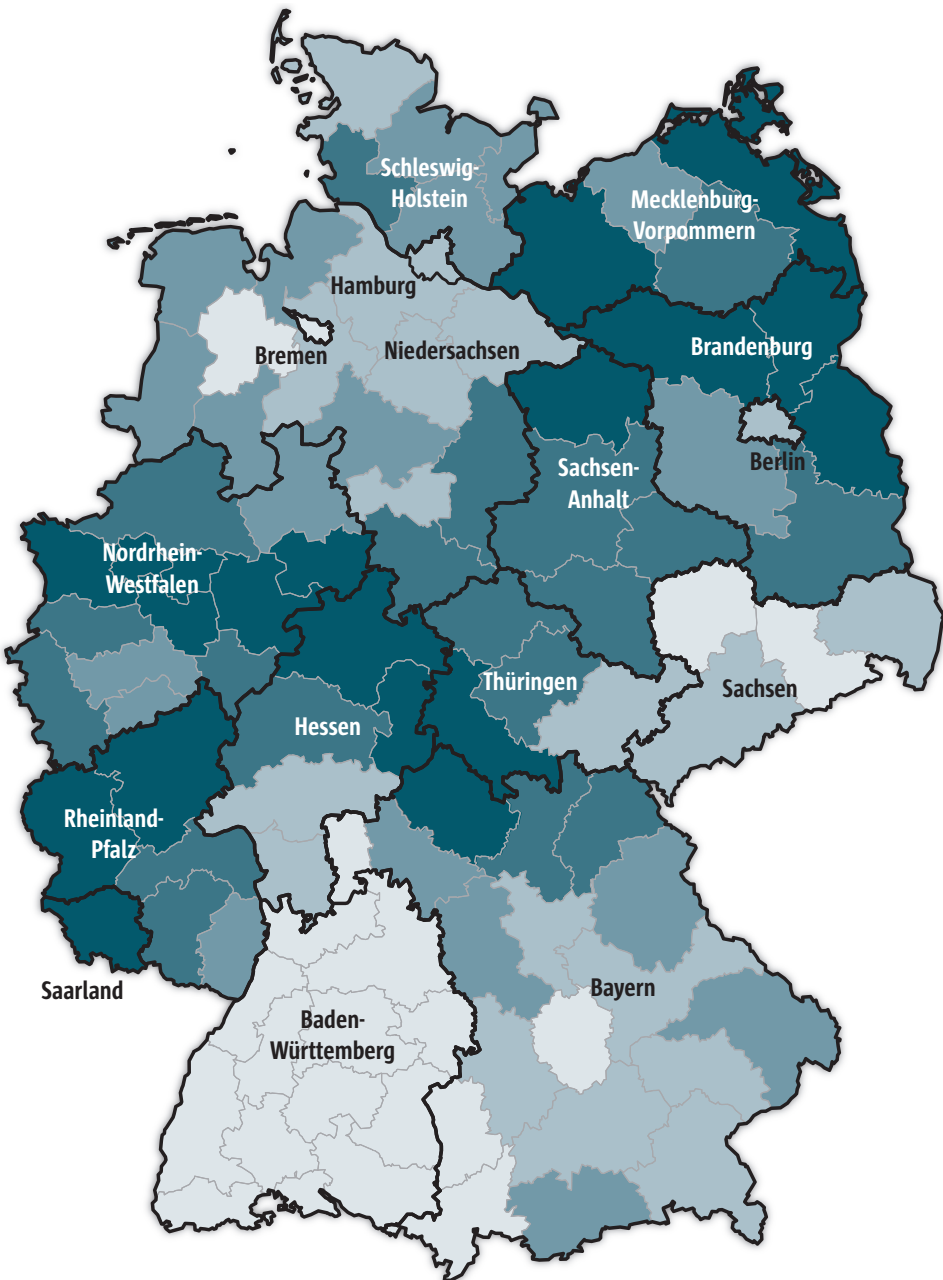 Schleswig-
Holstein
Mecklenburg-
Vorpommern
Hamburg
Bremen
Niedersachsen
Brandenburg
Berlin
Sachsen-
Anhalt
Nordrhein-
Westfalen
Thüringen
Sachsen
Hessen
Rheinland-
Pfalz
Saarland
Bayern
Baden-
Württemberg